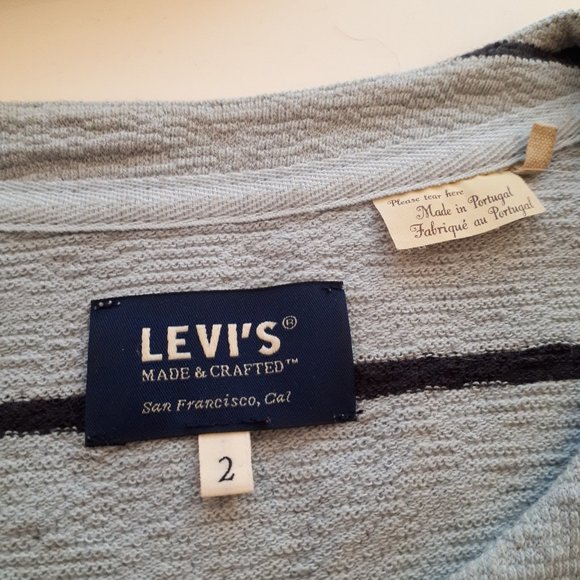 Please tear here
Made in Portugal
Fabriqué au Portugal
LEVI'S®
MADE & CRAFTED™
San Francisco, Cal
2